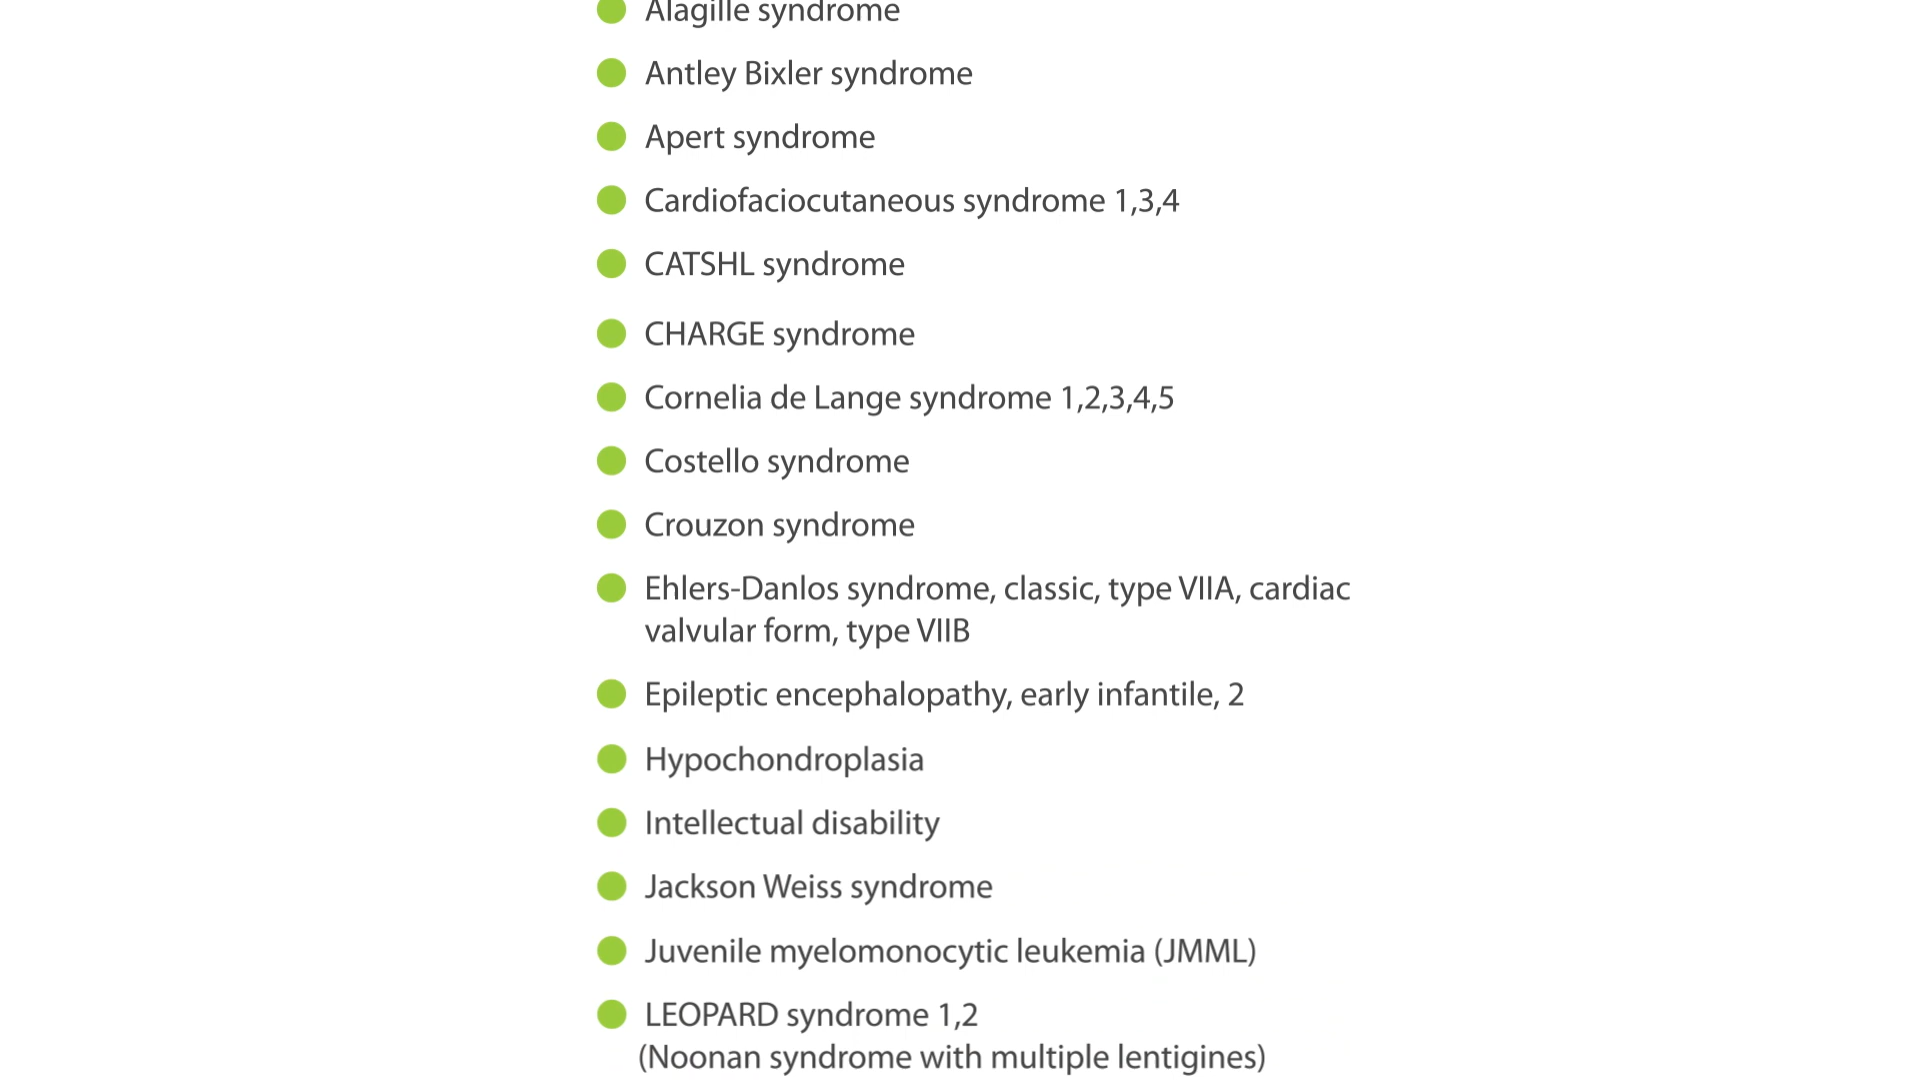 Alagille syndrome
Antley Bixler syndrome
Apert syndrome
Cardiofaciocutaneous syndrome 1,3,4
CATSHL syndrome
CHARGE syndrome
Cornelia de Lange syndrome 1,2,3,4,5
Costello syndrome
Crouzon syndrome
Ehlers-Danlos syndrome, classic, type VIIA, cardiac
valvular form, type VIIB
Epileptic encephalopathy, early infantile, 2
Hypochondroplasia
Intellectual disability
Jackson Weiss syndrome
Juvenile myelomonocytic leukemia (JMML)
LEOPARD syndrome 1,2
(Noonan syndrome with multiple lentigines)